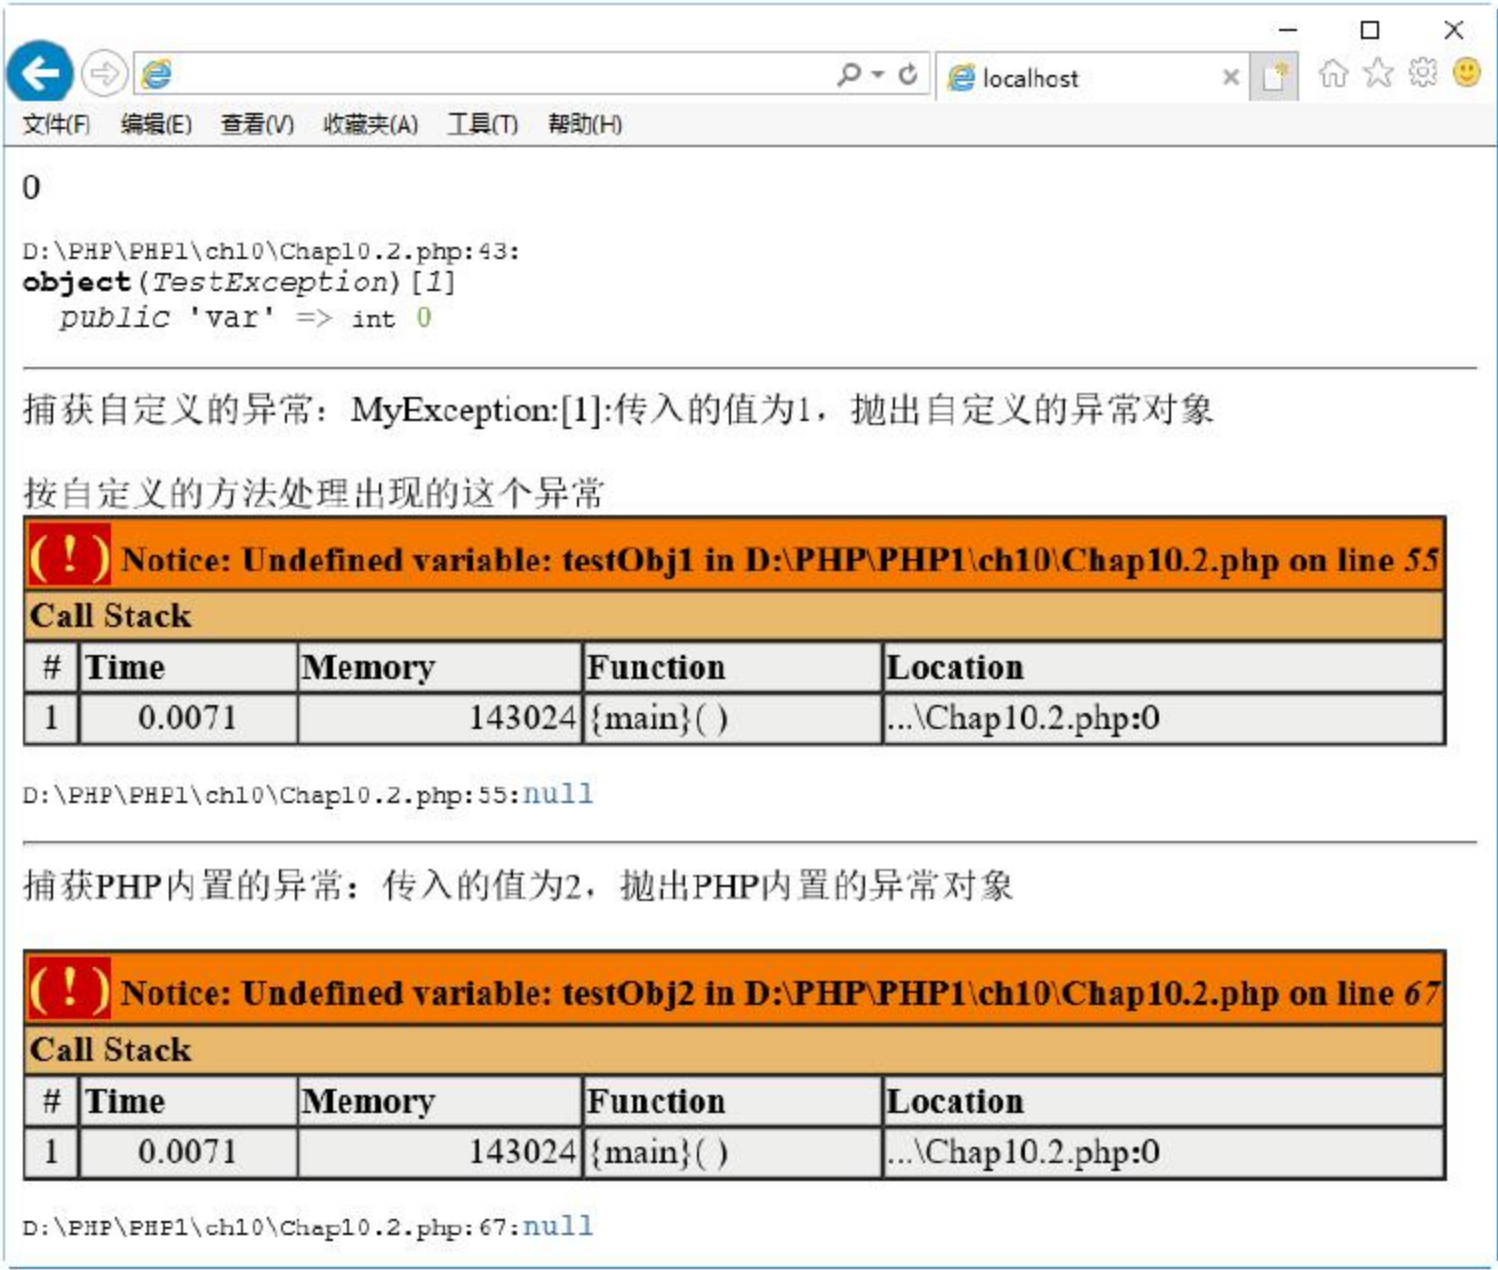 localhost
文件(F) 编辑(E) 查看(V) 收藏夹(A) 工具(T) 帮助(H)
0
D:\PHP\PHP1\ch10\Chap10.2.php:43:
object(TestException)[1]
public 'var' => int 0
捕获自定义的异常：MyException:[1]:传入的值为1，抛出自定义的异常对象
按自定义的方法处理出现的这个异常
( ! ) Notice: Undefined variable: testObj1 in D:\PHP\PHP1\ch10\Chap10.2.php on line 55
Call Stack
# Time Memory Function Location
1 0.0071 143024 {main}( ) ...\Chap10.2.php:0
D:\PHP\PHP1\ch10\Chap10.2.php:55:null
捕获PHP内置的异常：传入的值为2，抛出PHP内置的异常对象
( ! ) Notice: Undefined variable: testObj2 in D:\PHP\PHP1\ch10\Chap10.2.php on line 67
Call Stack
# Time Memory Function Location
1 0.0071 143024 {main}( ) ...\Chap10.2.php:0
D:\PHP\PHP1\ch10\Chap10.2.php:67:null